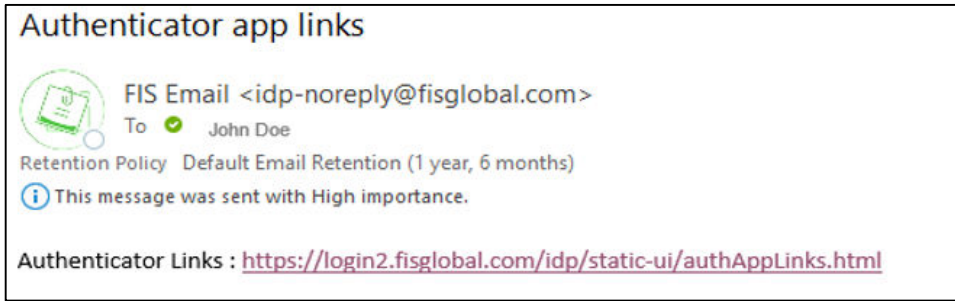 Authenticator app links
FIS Email <idp-noreply@fisglobal.com>
To John Doe
Retention Policy Default Email Retention (1 year, 6 months)
This message was sent with High importance.
Authenticator Links : https://login2.fisglobal.com/idp/static-ui/authAppLinks.html